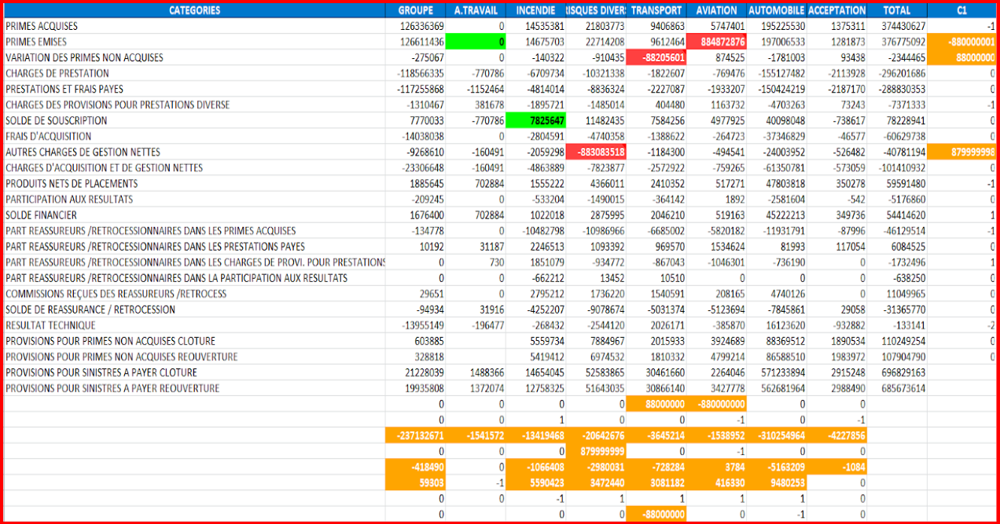 CATEGORIES GROUPE A.TRAVAIL INCENDIE ISQUES DIVER TRANSPORT AVIATION AUTOMOBILE ACCEPTATION TOTAL C1
PRIMES ACQUISES 126336369 0 14535381 21803773 9406863 5747401 195225530 1375311 374430627 -1
PRIMES EMISES 126611436 0 14675703 22714208 9612464 884872876 197006533 1281873 376775092 -880000001
VARIATION DES PRIMES NON ACQUISES -275067 0 -140322 -910435 -88205601 874525 -1781003 93438 -2344465 88000000
CHARGES DE PRESTATION -118566335 -770786 -6709734 -10321338 -1822607 -769476 -155127482 -2113928 -296201686 0
PRESTATIONS ET FRAIS PAYES -117255868 -1152464 -4814014 -8836324 -2227087 -1933207 -150424219 -2187170 -288830353 0
CHARGES DES PROVISIONS POUR PRESTATIONS DIVERSE -1310467 381678 -1895721 -1485014 404480 1163732 -4703263 73243 -7371333 -1
SOLDE DE SOUSCRIPTION 7770033 -770786 7825647 11482435 7584256 4977925 40098048 -738617 78228941 0
FRAIS D'ACQUISITION -14038038 0 -2804591 -4740358 -1388622 -264723 -37346829 -46577 -60629738 0
AUTRES CHARGES DE GESTION NETTES -9268610 -160491 -2059298 -883083518 -1184300 -494541 -24003952 -526482 -40781194 879999998
CHARGES D'ACQUISITION ET DE GESTION NETTES -23306648 -160491 -4863889 -7823877 -2572922 -759265 -61350781 -573059 -101410932 0
PRODUITS NETS DE PLACEMENTS 1885645 702884 1555222 4366011 2410352 517271 47803818 350278 59591480 -1
PARTICIPATION AUX RESULTATS -209245 0 -533204 -1490015 -364142 1892 -2581604 -542 -5176860 0
SOLDE FINANCIER 1676400 702884 1022018 2875995 2046210 519163 45222213 349736 54414620 1
PART REASSUREURS /RETROCESSIONNAIRES DANS LES PRIMES ACQUISES -134778 0 -10482798 -10986966 -6685002 -5820182 -11931791 -87996 -46129514 -1
PART REASSUREURS /RETROCESSIONNAIRES DANS LES PRESTATIONS PAYES 10192 31187 2246513 1093392 969570 1534624 81993 117054 6084525 0
PART REASSUREURS /RETROCESSIONNAIRES DANS LES CHARGES DE PROVI. POUR PRESTATIONS 0 730 1851079 -934772 -867043 -1046301 -736190 0 -1732496 1
PART REASSUREURS /RETROCESSIONNAIRES DANS LA PARTICIPATION AUX RESULTATS 0 0 -662212 13452 10510 0 0 0 -638250 0
COMMISSIONS REÇUES DES REASSUREURS /RETROCESS 29651 0 2795212 1736220 1540591 208165 4740126 0 11049965 0
SOLDE DE REASSURANCE / RETROCESSION -94934 31916 -4252207 -9078674 -5031374 -5123694 -7845861 29058 -31365770 0
RESULTAT TECHNIQUE -13955149 -196477 -268432 -2544120 2026171 -385870 16123620 -932882 -133141 -2
PROVISIONS POUR PRIMES NON ACQUISES CLOTURE 603885 5559734 7884967 2015933 3924689 88369512 1890534 110249254 0
PROVISIONS POUR PRIMES NON ACQUISES REOUVERTURE 328818 5419412 6974532 1810332 4799214 86588510 1983972 107904790 0
PROVISIONS POUR SINISTRES A PAYER CLOTURE 21228039 1488366 14654045 52583865 30461660 2264046 571233894 2915248 696829163
PROVISIONS POUR SINISTRES A PAYER REOUVERTURE 19935808 1372074 12758325 51643035 30866140 3427778 562681964 2988490 685673614
0 0 0 0 88000000 -880000000 0 0
0 0 1 0 0 -1 0 -1
-237132671 -1541572 -13419468 -20642676 -3645214 -1538952 -310254964 -4227856
0 0 0 879999999 0 -1 0 0
-418490 0 -1066408 -2980031 -728284 3784 -5163209 -1084
59303 -1 5590423 3472440 3081182 416330 9480253 0
0 0 -1 1 1 1 1 0
0 0 0 0 -88000000 0 -1 0